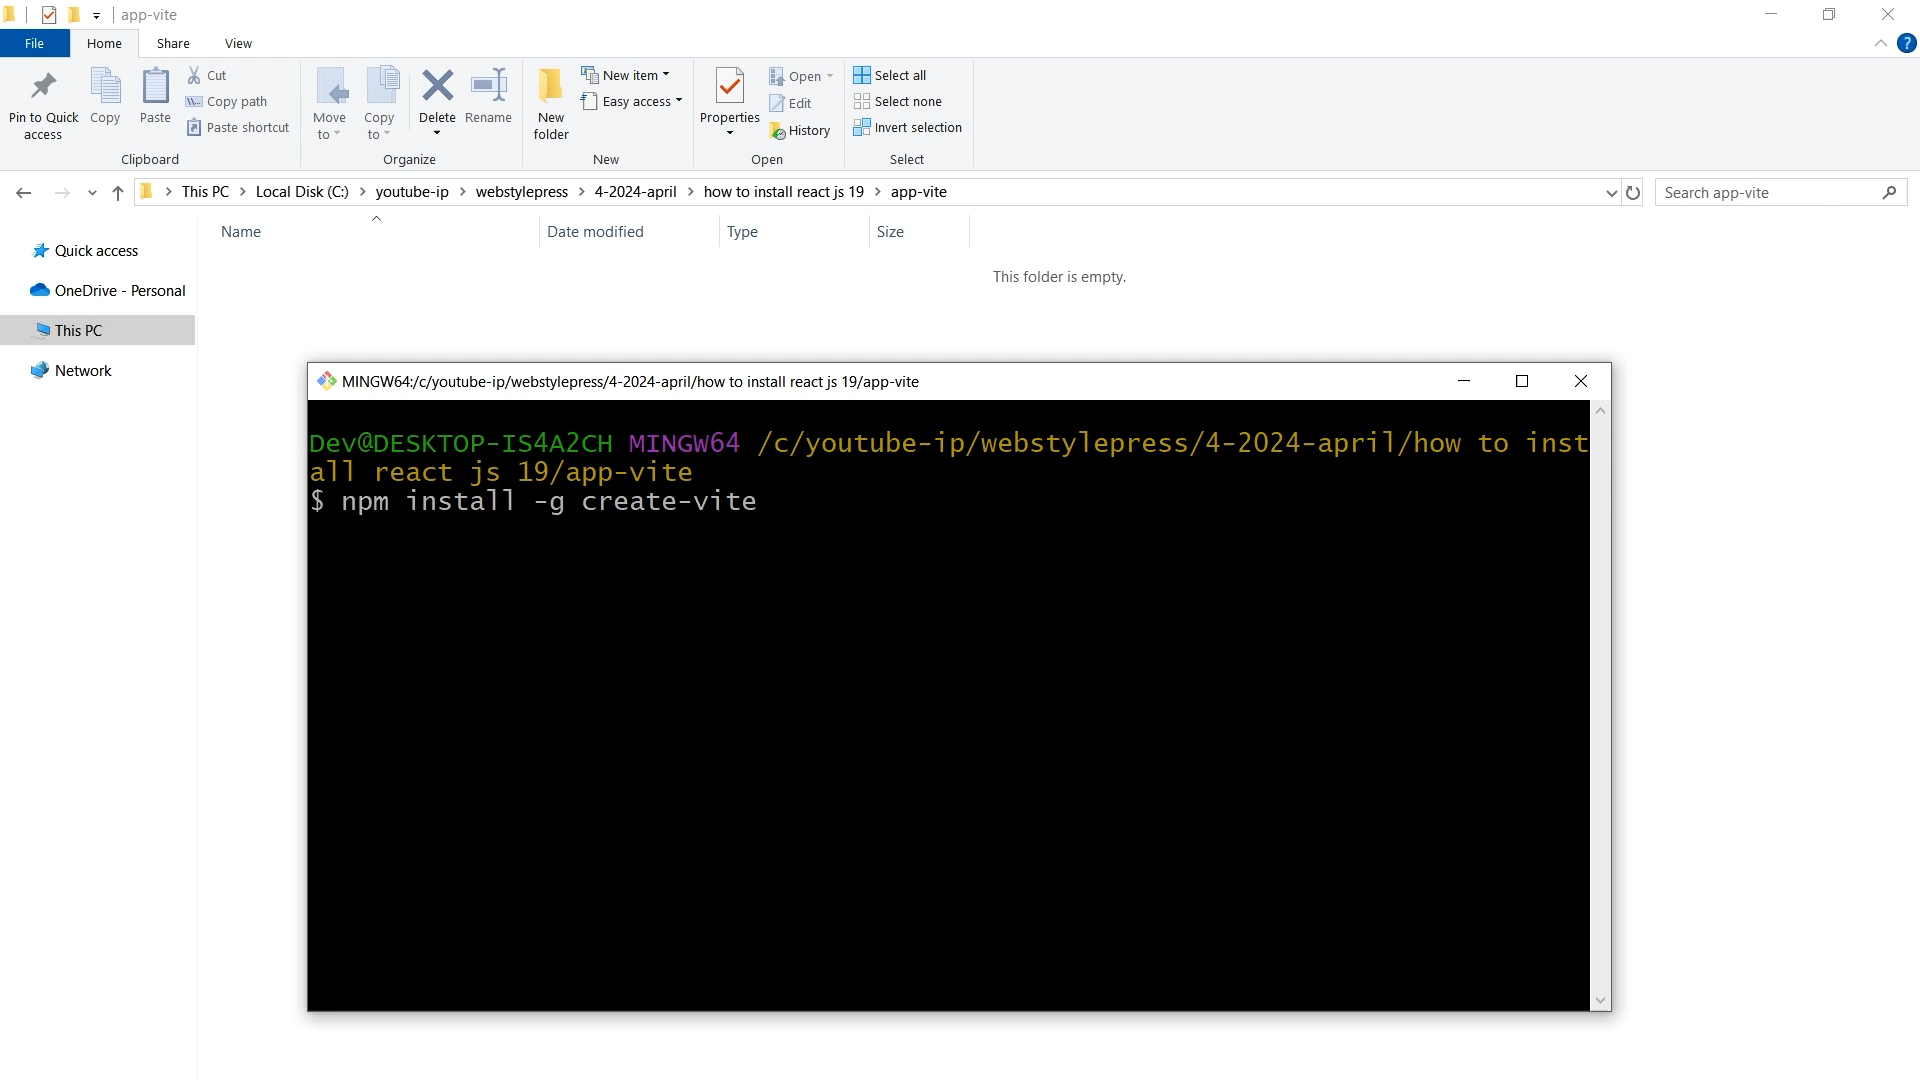 app-vite
File Home Share View
Pin to Quick access
Copy
Paste
Cut
Copy path
Paste shortcut
Clipboard
Move to
Copy to
Delete
Rename
Organize
New folder
New item
Easy access
New
Properties
Open
Edit
History
Open
Select all
Select none
Invert selection
Select
This PC > Local Disk (C:) > youtube-ip > webstylepress > 4-2024-april > how to install react js 19 > app-vite
Search app-vite
Name Date modified Type Size
This folder is empty.
Quick access
OneDrive - Personal
This PC
Network
MINGW64:/c/youtube-ip/webstylepress/4-2024-april/how to install react js 19/app-vite
Dev@DESKTOP-IS4A2CH MINGW64 /c/youtube-ip/webstylepress/4-2024-april/how to inst
all react js 19/app-vite
$ npm install -g create-vite